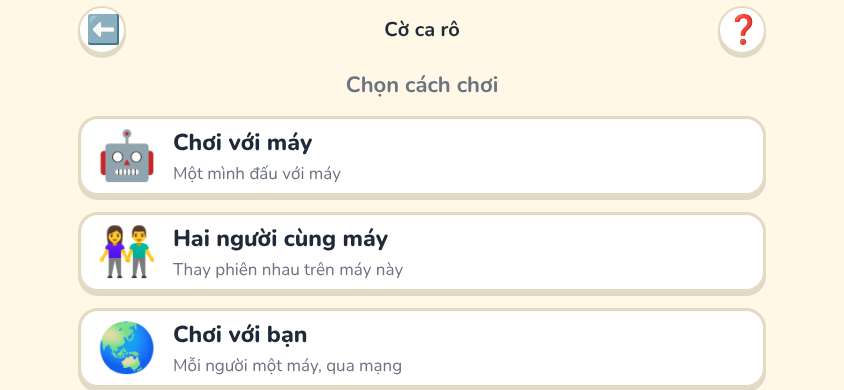 Cờ ca rô
Chọn cách chơi
Chơi với máy
Một mình đấu với máy
Hai người cùng máy
Thay phiên nhau trên máy này
Chơi với bạn
Mỗi người một máy, qua mạng